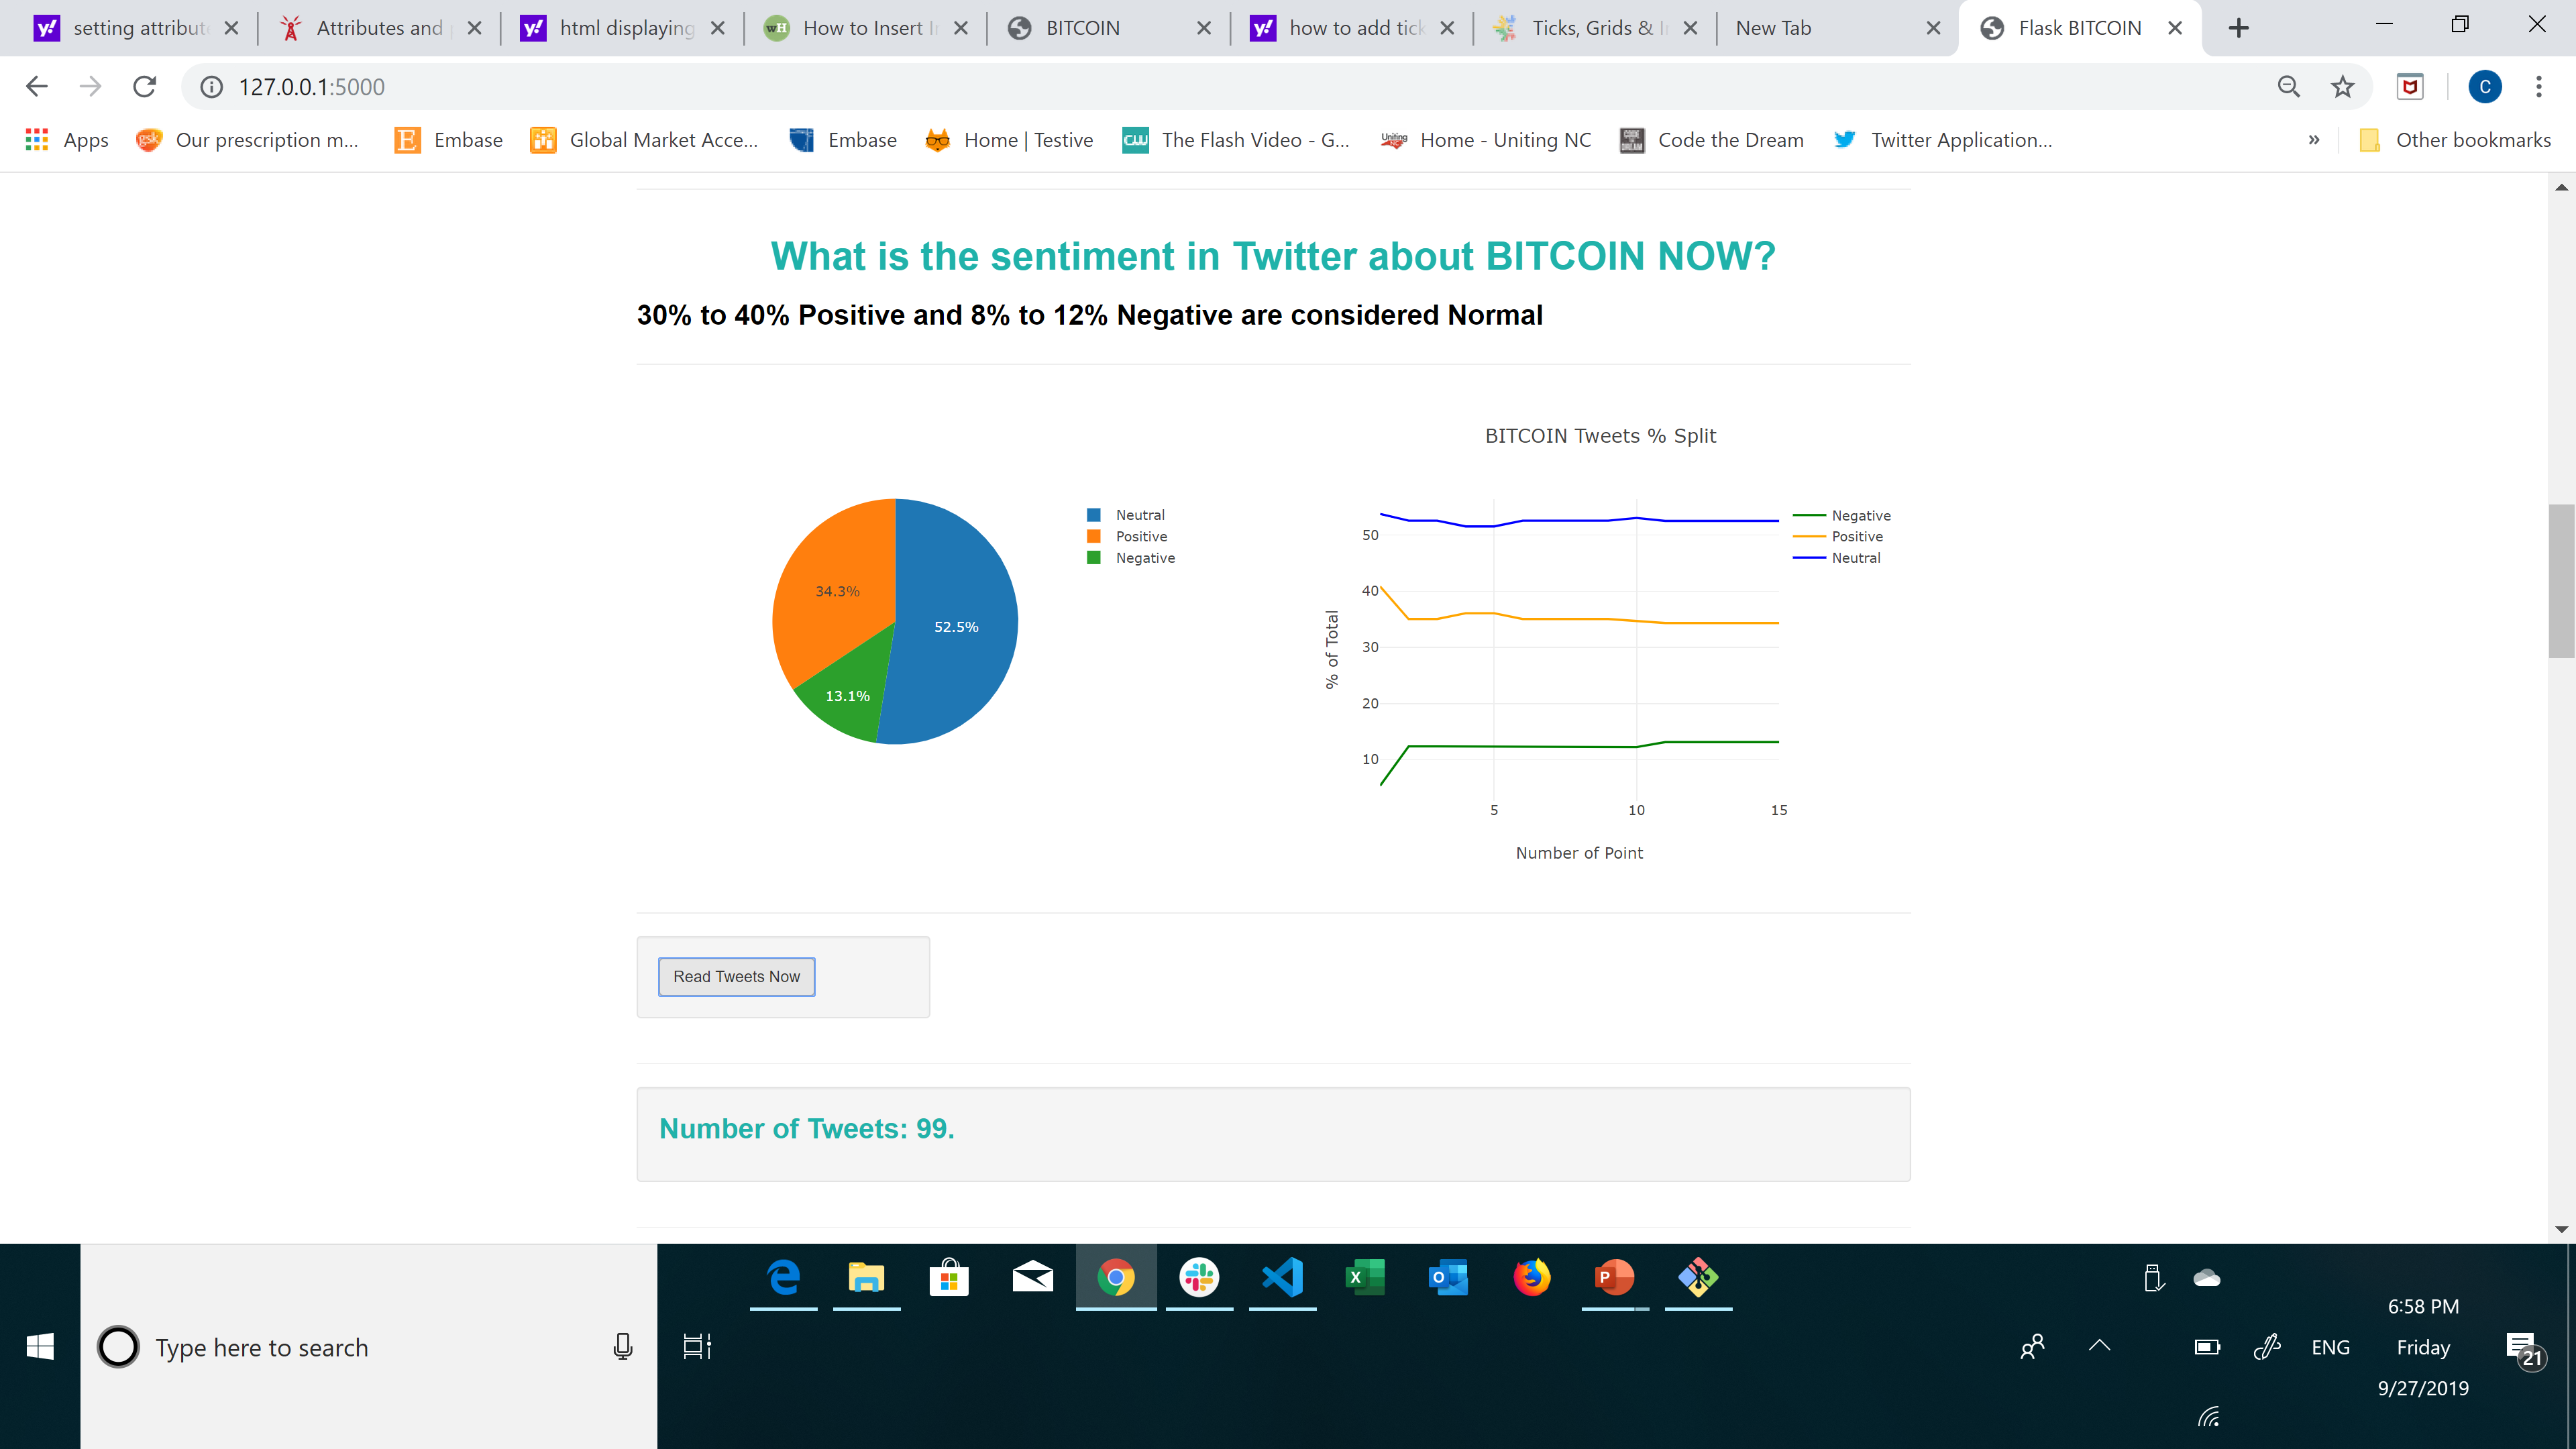 setting attribut
Attributes and p
html displaying
How to Insert I
BITCOIN
how to add tick
Ticks, Grids & I
New Tab
Flask BITCOIN
127.0.0.1:5000
C
Apps
gsk
Our prescription m...
E
Embase
Global Market Acce...
Embase
Home | Testive
CW
The Flash Video - G...
Uniting
Home - Uniting NC
CODE
DREAM
Code the Dream
Twitter Application...
»
Other bookmarks
What is the sentiment in Twitter about BITCOIN NOW?
30% to 40% Positive and 8% to 12% Negative are considered Normal
34.3%
52.5%
13.1%
Neutral
Positive
Negative
BITCOIN Tweets % Split
% of Total
50
40
30
20
10
5
10
15
Number of Point
Negative
Positive
Neutral
Read Tweets Now
Number of Tweets: 99.
Type here to search
ENG
6:58 PM
Friday
9/27/2019
21